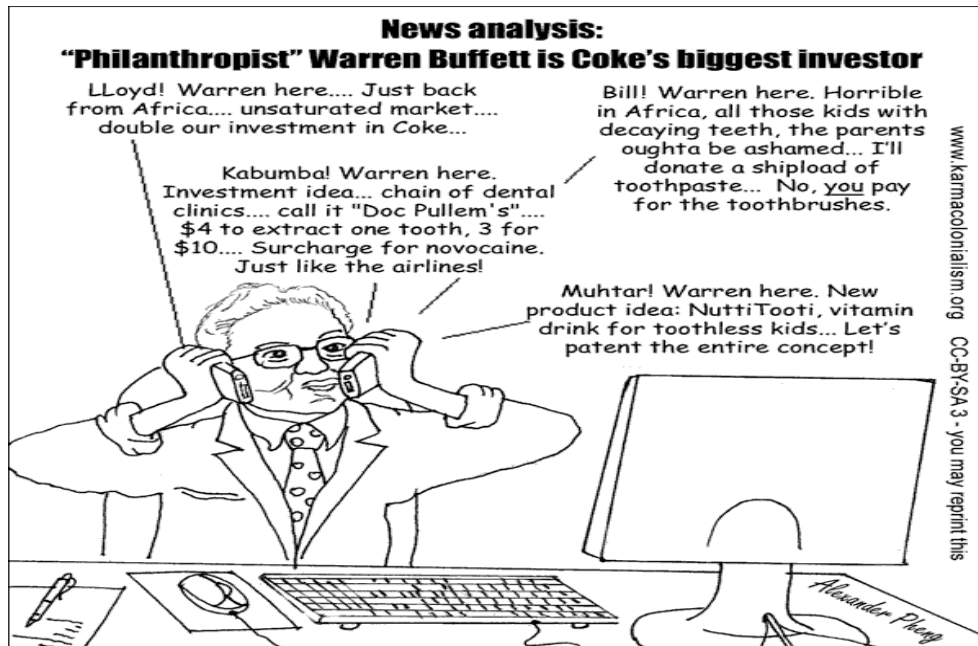 News analysis:
“Philanthropist” Warren Buffett is Coke’s biggest investor
LLoyd! Warren here.... Just back
from Africa.... unsaturated market....
double our investment in Coke...
Kabumba! Warren here.
Investment idea... chain of dental
clinics.... call it "Doc Pullem's"....
$4 to extract one tooth, 3 for
$10.... Surcharge for novocaine.
Just like the airlines!
Bill! Warren here. Horrible
in Africa, all those kids with
decaying teeth, the parents
oughta be ashamed... I’ll
donate a shipload of
toothpaste... No, you pay
for the toothbrushes.
Muhtar! Warren here. New
product idea: NuttiTooti, vitamin
drink for toothless kids... Let’s
patent the entire concept!
www.karmacolonialism.org CC-BY-SA 3 - you may reprint this
Alexander Pheng